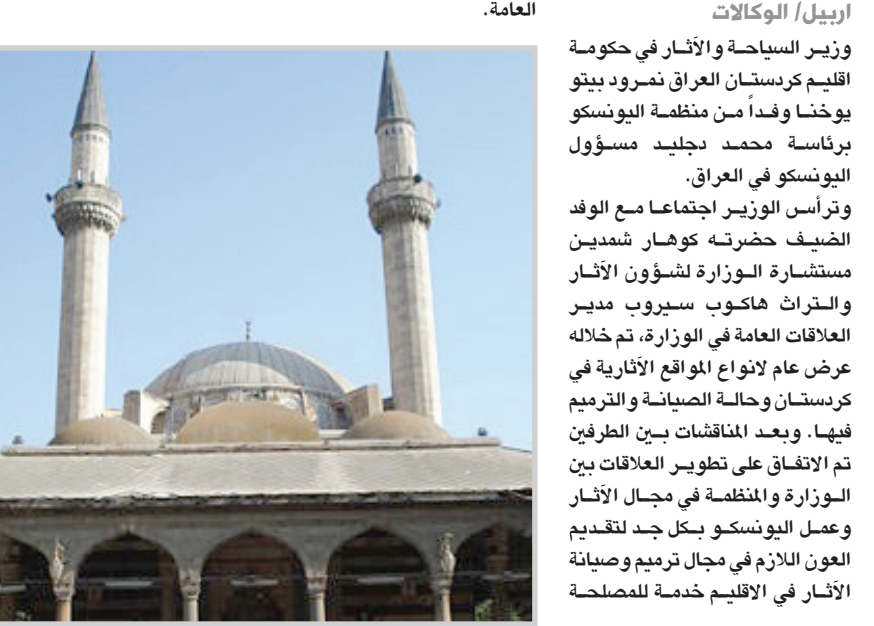 اربيل/ الوكالات
وزير السياحة والآثار في حكومة
اقليم كردستان العراق نمرود بيتو
يوخنا وفداً من منظمة اليونسكو
برئاسة محمد دجليد مسؤول
اليونسكو في العراق.
وترأس الوزير اجتماعا مع الوفد
الضيف حضرته كوهار شمدين
مستشارة الوزارة لشؤون الآثار
والتراث هاكوب سيروب مدير
العلاقات العامة في الوزارة، تم خلاله
عرض عام لانواع المواقع الآثارية في
كردستان وحالة الصيانة والترميم
فيها. وبعد المناقشات بين الطرفين
تم الاتفاق على تطوير العلاقات بين
الوزارة والمنظمة في مجال الآثار
وعمل اليونسكو بكل جد لتقديم
العون اللازم في مجال ترميم وصيانة
الآثار في الاقليم خدمة للمصلحة
العامة.